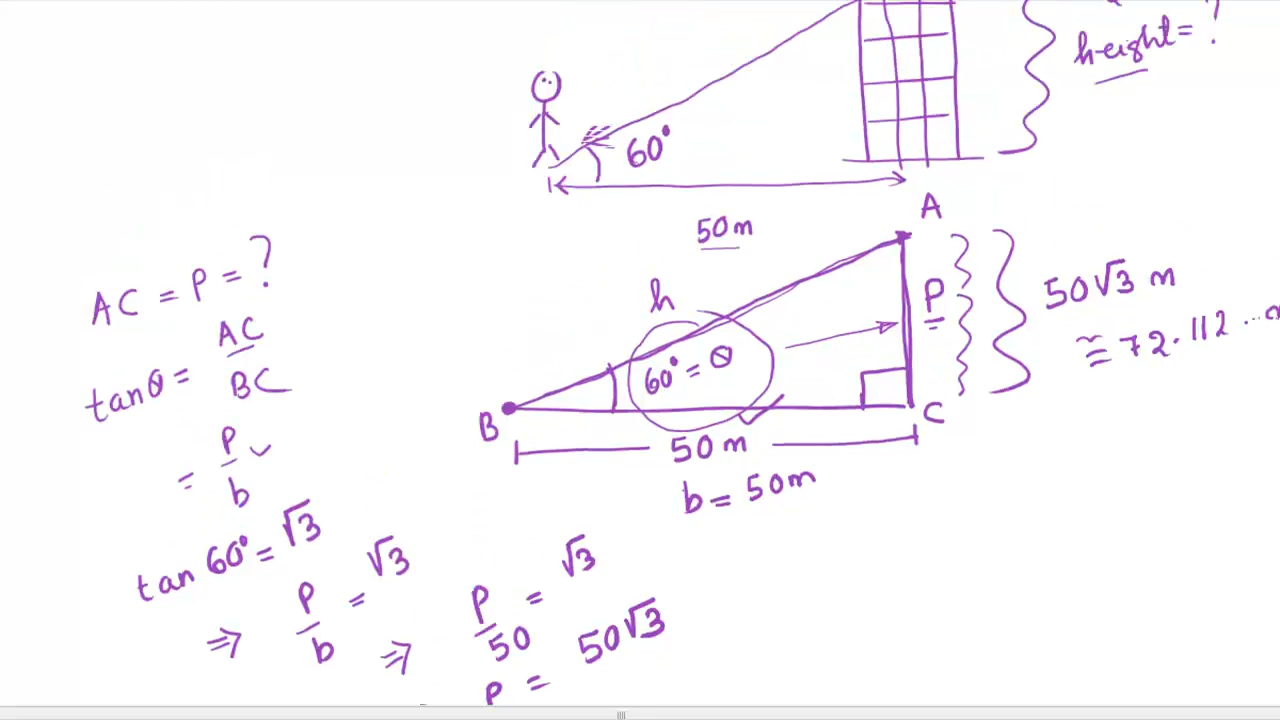 height = ?
60°
50m
A
AC = P = ?
h
P
50√3 m
≅ 72.112...
tanθ = AC/BC
60° = θ
B
C
50 m
= P/b
b = 50m
tan 60° = √3
⇒ P/b = √3 ⇒ P/50 = √3
P = 50√3